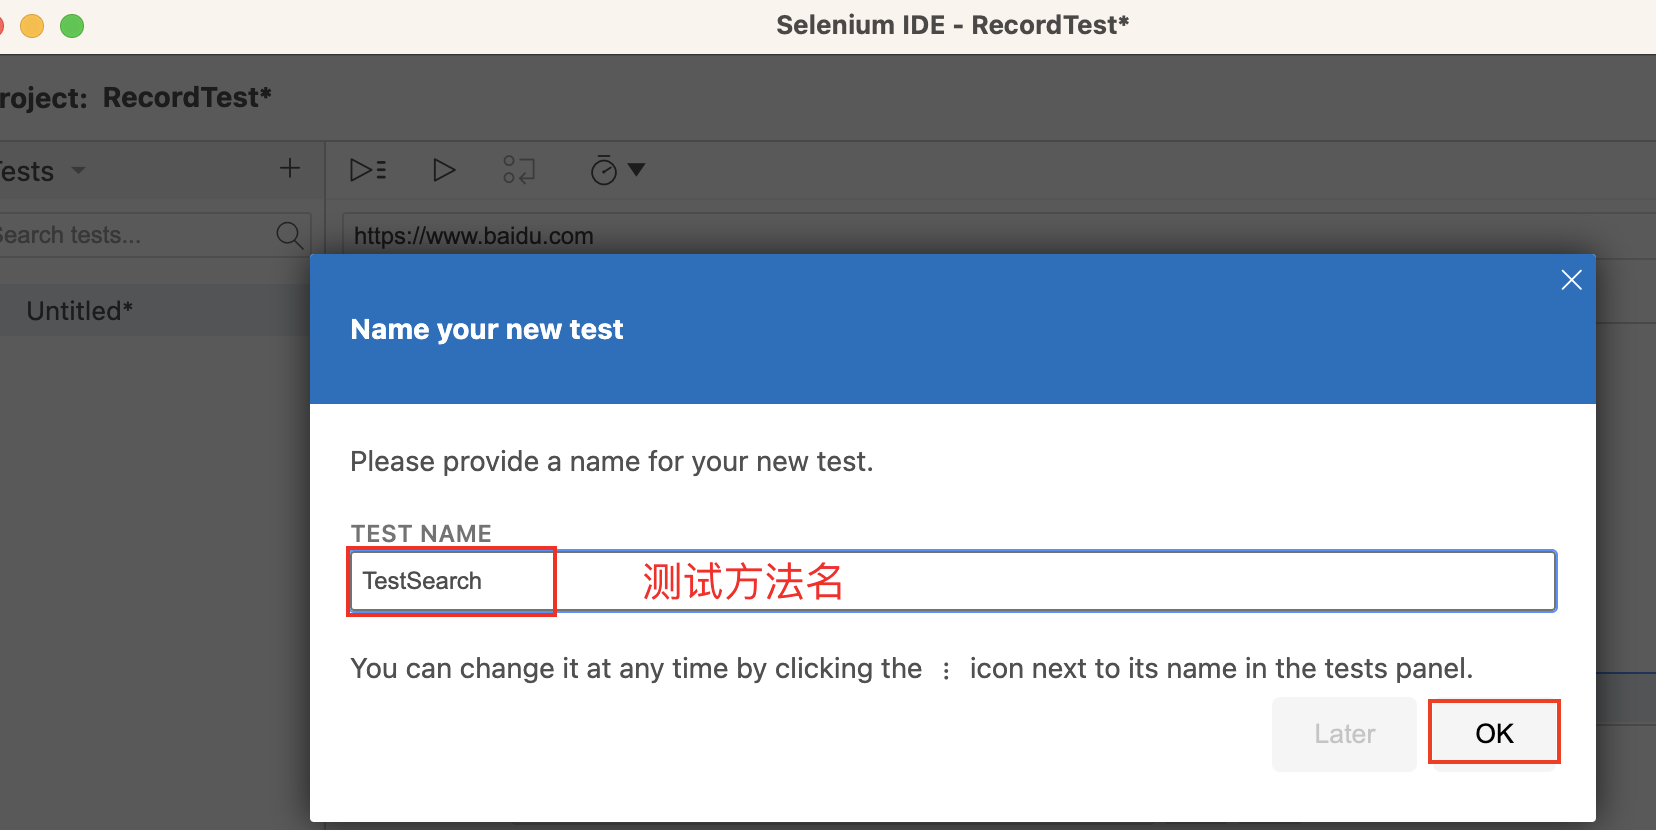 Selenium IDE - RecordTest*
roject: RecordTest*
ests
Search tests...
https://www.baidu.com
Untitled*
Name your new test
Please provide a name for your new test.
TEST NAME
TestSearch 测试方法名
You can change it at any time by clicking the ⋮ icon next to its name in the tests panel.
Later OK